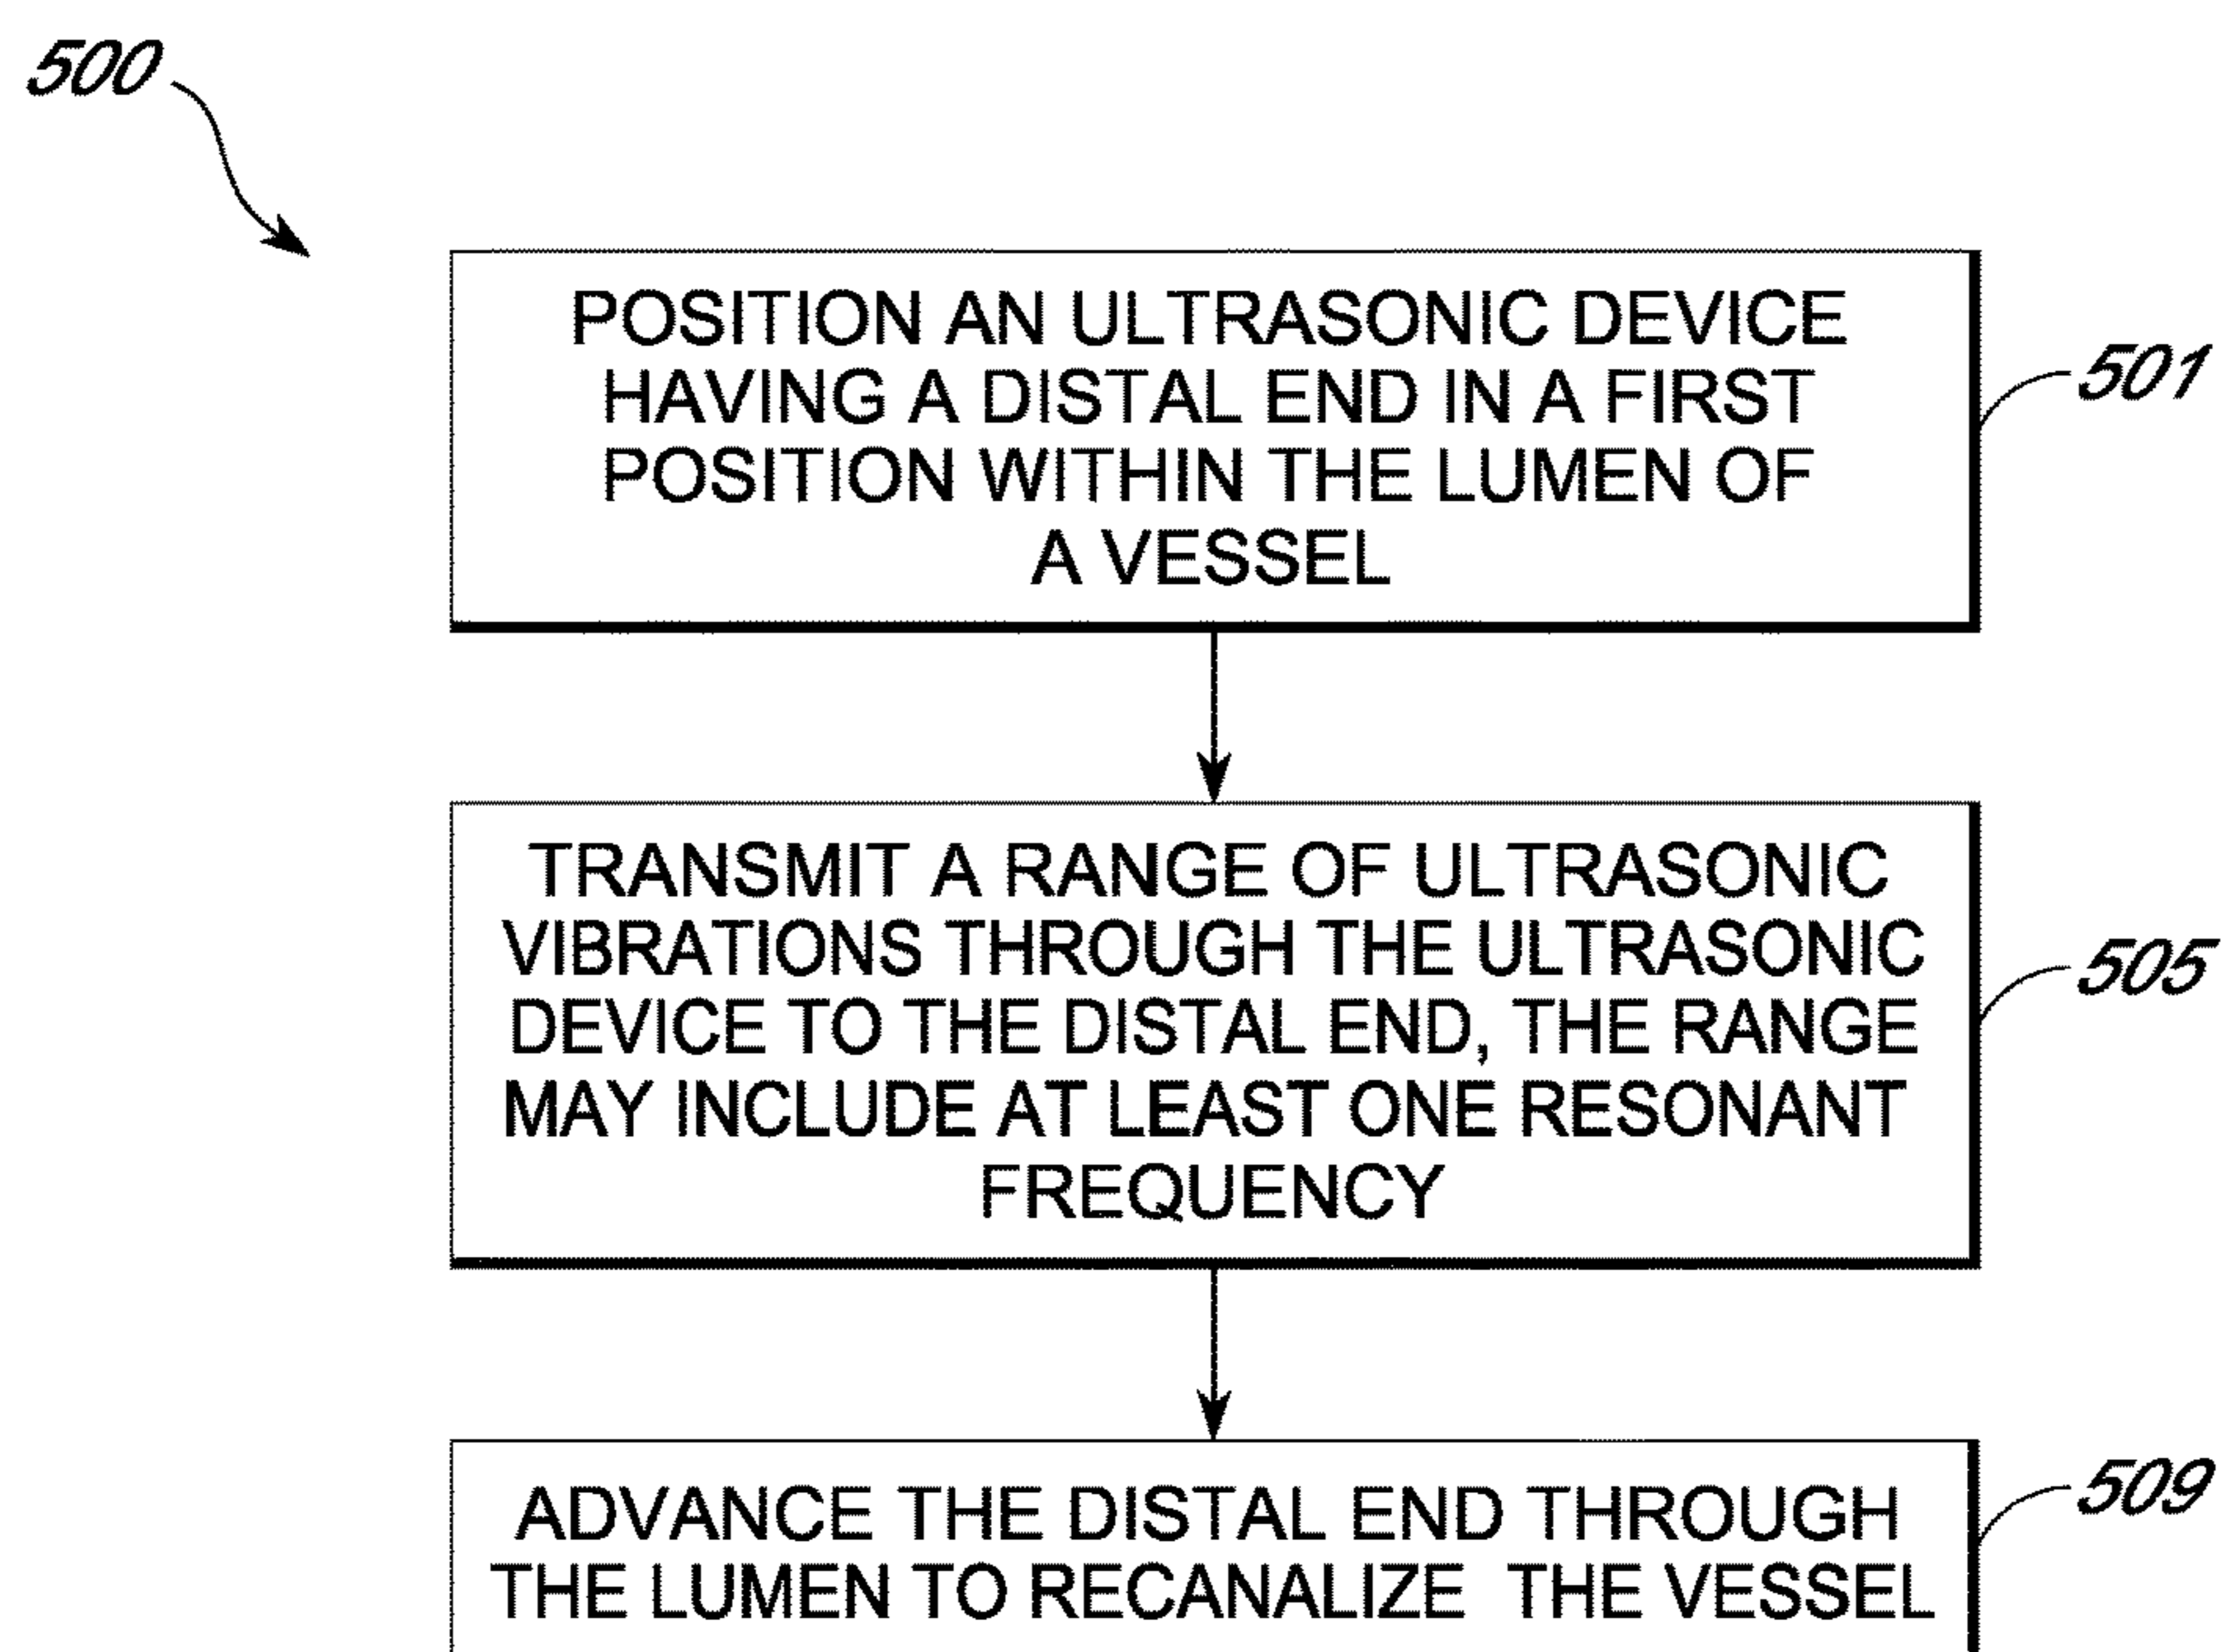 500
POSITION AN ULTRASONIC DEVICE
HAVING A DISTAL END IN A FIRST
POSITION WITHIN THE LUMEN OF
A VESSEL
501
TRANSMIT A RANGE OF ULTRASONIC
VIBRATIONS THROUGH THE ULTRASONIC
DEVICE TO THE DISTAL END, THE RANGE
MAY INCLUDE AT LEAST ONE RESONANT
FREQUENCY
505
ADVANCE THE DISTAL END THROUGH
THE LUMEN TO RECANALIZE THE VESSEL
509